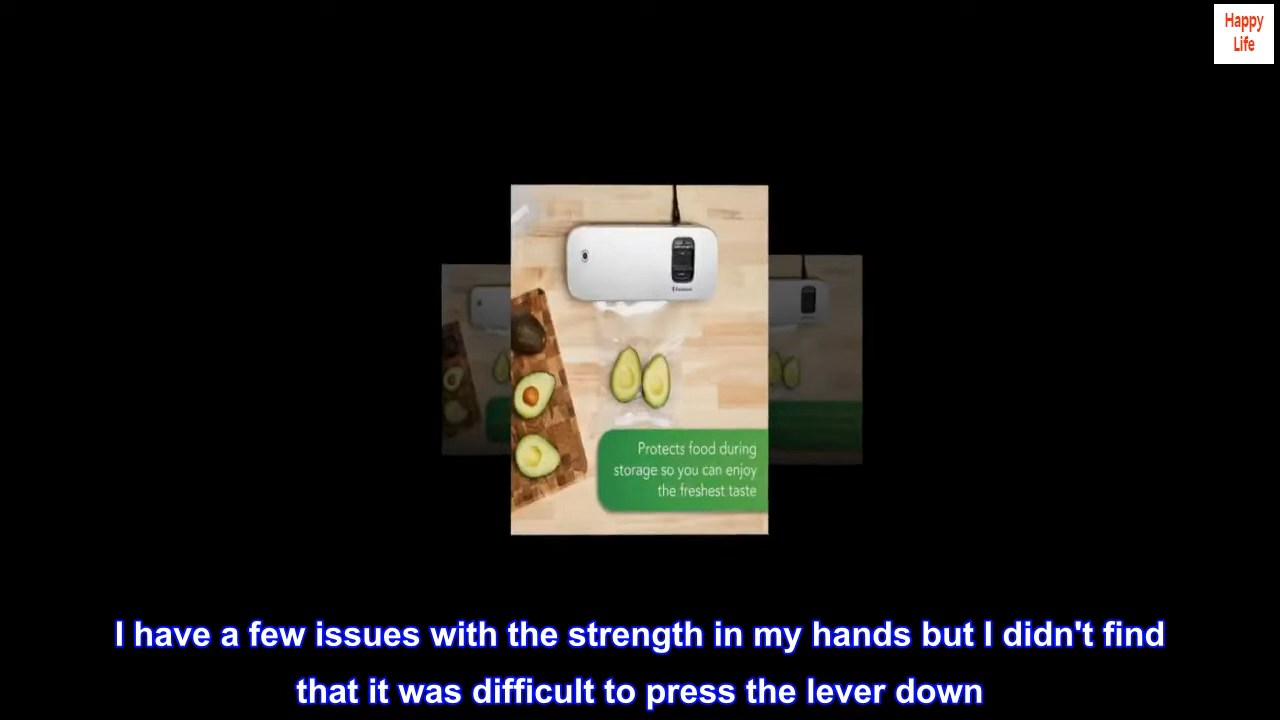 Happy
Life
Protects food during
storage so you can enjoy
the freshest taste
I have a few issues with the strength in my hands but I didn't find
that it was difficult to press the lever down